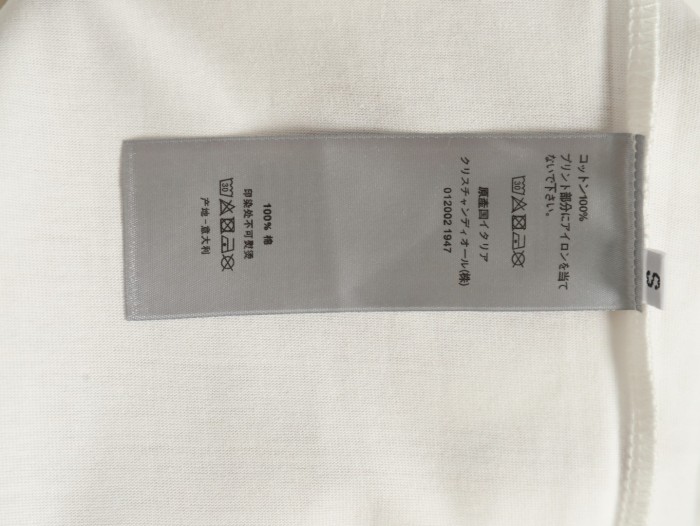 コットン100%
プリント部分にアイロンを当て
ないで下さい。
30
原産国イタリア
クリスチャンディオール(株)
0120021947
100% 棉
印染处不可熨烫
30
产地-意大利
S